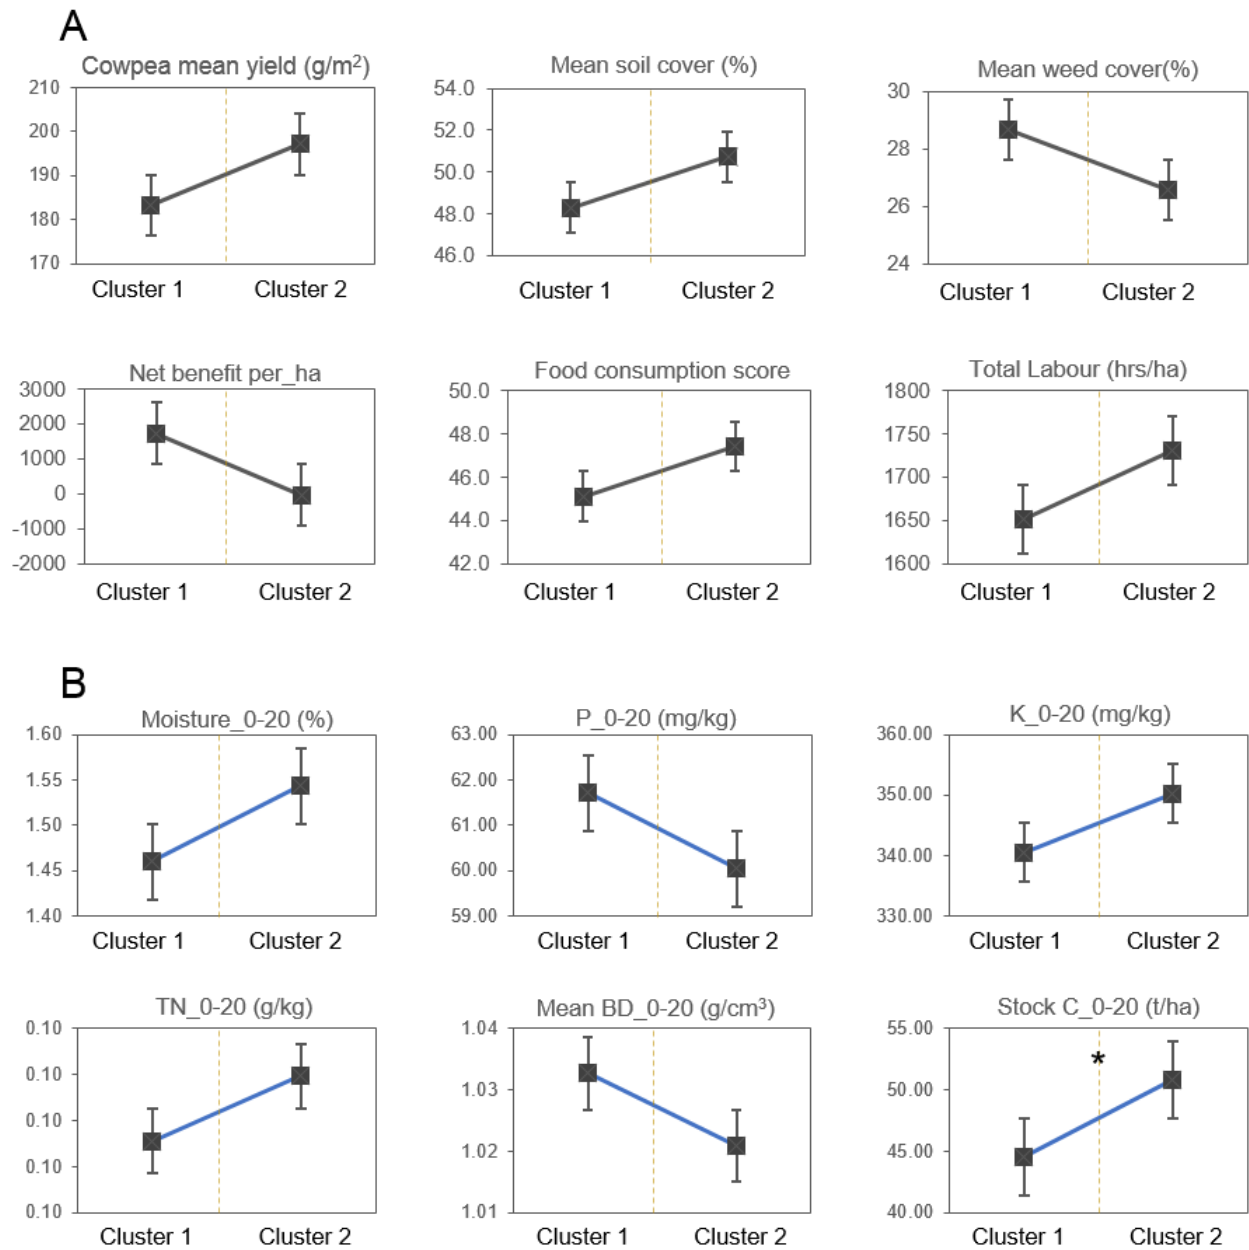 A
Cowpea mean yield (g/m²) Mean soil cover (%) Mean weed cover(%)
210 54.0 30
200 52.0 28
190 50.0
180 48.0 26
170 46.0 24
Cluster 1 Cluster 2 Cluster 1 Cluster 2 Cluster 1 Cluster 2
Net benefit per_ha Food consumption score Total Labour (hrs/ha)
3000 50.0 1800
2000 48.0 1750
1000 46.0 1700
0
-1000 44.0 1650
-2000 42.0 1600
Cluster 1 Cluster 2 Cluster 1 Cluster 2 Cluster 1 Cluster 2
B
Moisture_0-20 (%) P_0-20 (mg/kg) K_0-20 (mg/kg)
1.60 63.00 360.00
1.55 62.00 350.00
1.50 61.00
1.45 60.00 340.00
1.40 59.00 330.00
Cluster 1 Cluster 2 Cluster 1 Cluster 2 Cluster 1 Cluster 2
TN_0-20 (g/kg) Mean BD_0-20 (g/cm³) Stock C_0-20 (t/ha)
0.10 1.04 55.00
*
0.10 1.03 50.00
0.10
0.10 1.02 45.00
0.10 1.01 40.00
Cluster 1 Cluster 2 Cluster 1 Cluster 2 Cluster 1 Cluster 2